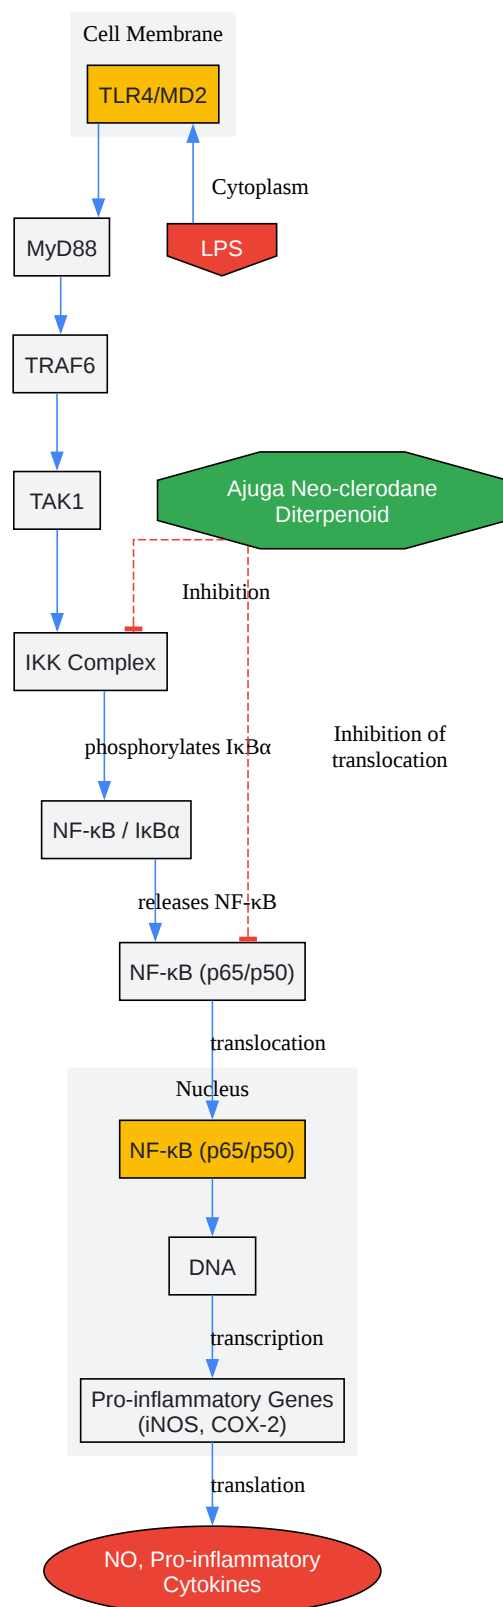 Cell Membrane
TLR4/MD2
Cytoplasm
LPS
MyD88
TRAF6
TAK1
Ajuga Neo-clerodane
Diterpenoid
Inhibition
IKK Complex
Inhibition of
translocation
phosphorylates IκBα
NF-κB / IκBα
releases NF-κB
NF-κB (p65/p50)
translocation
Nucleus
NF-κB (p65/p50)
DNA
transcription
Pro-inflammatory Genes
(iNOS, COX-2)
translation
NO, Pro-inflammatory
Cytokines